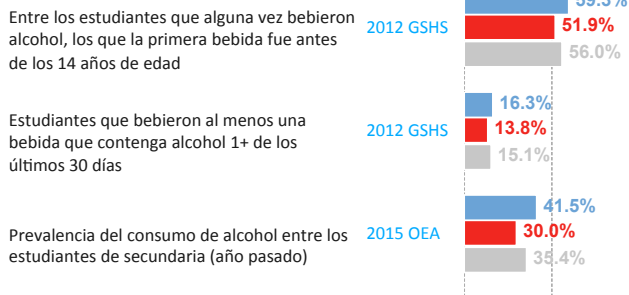 59.3%
Entre los estudiantes que alguna vez bebieron
alcohol, los que la primera bebida fue antes
de los 14 años de edad
2012 GSHS
51.9%
56.0%
Estudiantes que bebieron al menos una
bebida que contenga alcohol 1+ de los
últimos 30 días
2012 GSHS
16.3%
13.8%
15.1%
Prevalencia del consumo de alcohol entre los
estudiantes de secundaria (año pasado)
2015 OEA
41.5%
30.0%
35.4%